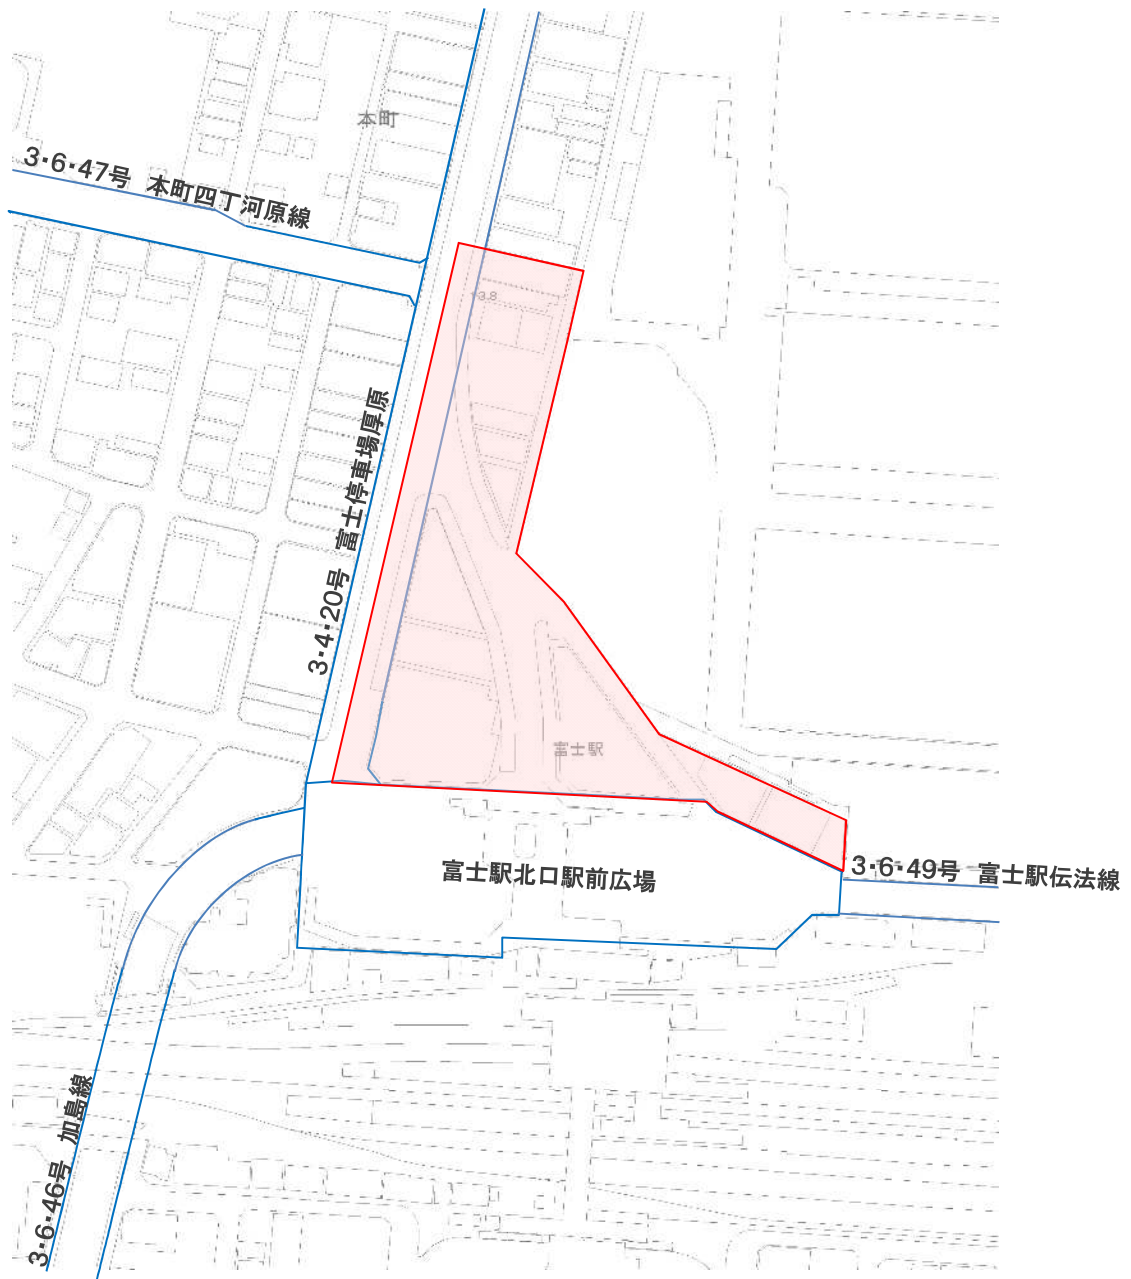 本町
3・6・47号 本町四丁河原線
3.8
3・4・20号 富士停車場厚原
富士駅
富士駅北口駅前広場
3・6・49号 富士駅伝法線
3・6・46号 加島線